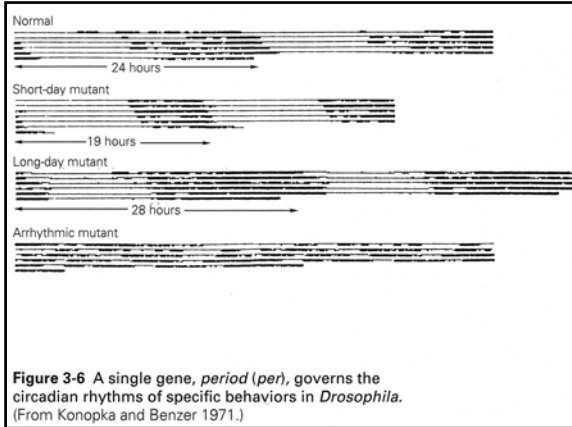 Normal
24 hours
Short-day mutant
19 hours
Long-day mutant
28 hours
Arrhythmic mutant
Figure 3-6 A single gene, period (per), governs the
circadian rhythms of specific behaviors in Drosophila.
(From Konopka and Benzer 1971.)